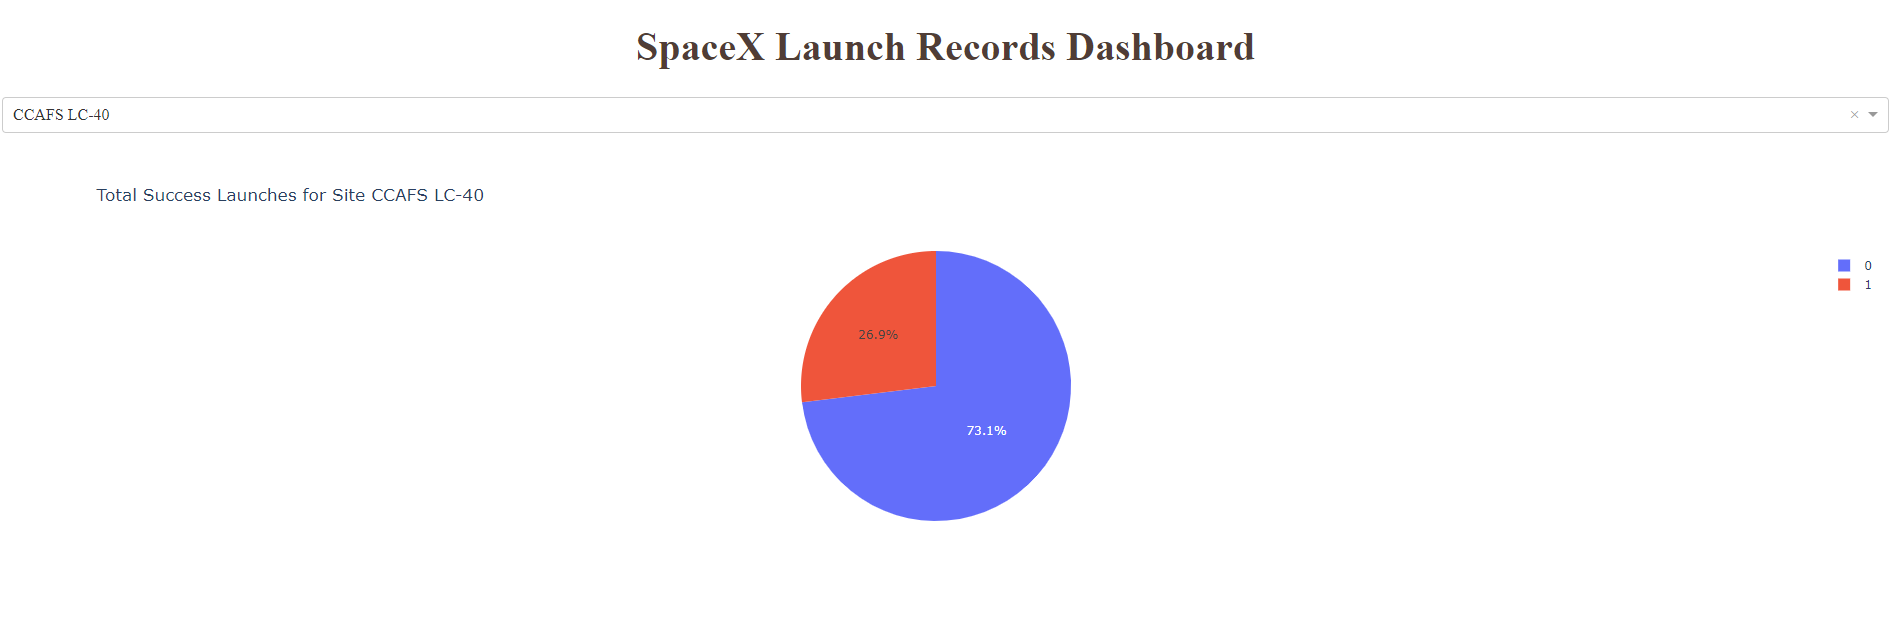 SpaceX Launch Records Dashboard
CCAFS LC-40
×
Total Success Launches for Site CCAFS LC-40
0
1
26.9%
73.1%